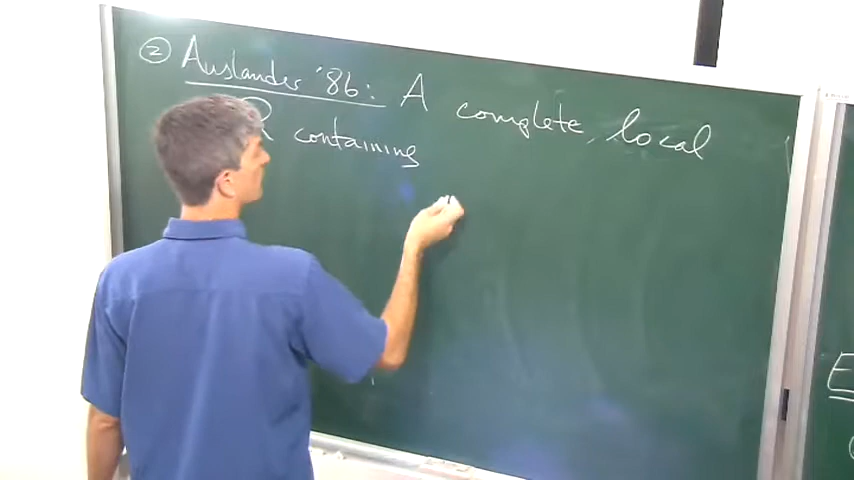 ② Auslander '86: A complete, local
R containing